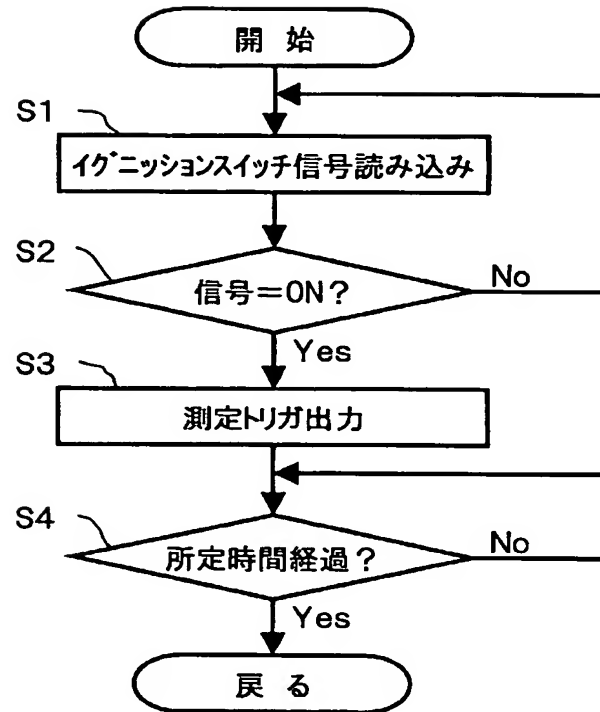 開 始
S1
イグニッションスイッチ信号読み込み
S2
信号=ON?
No
Yes
S3
測定トリガ出力
S4
所定時間経過?
No
Yes
戻 る